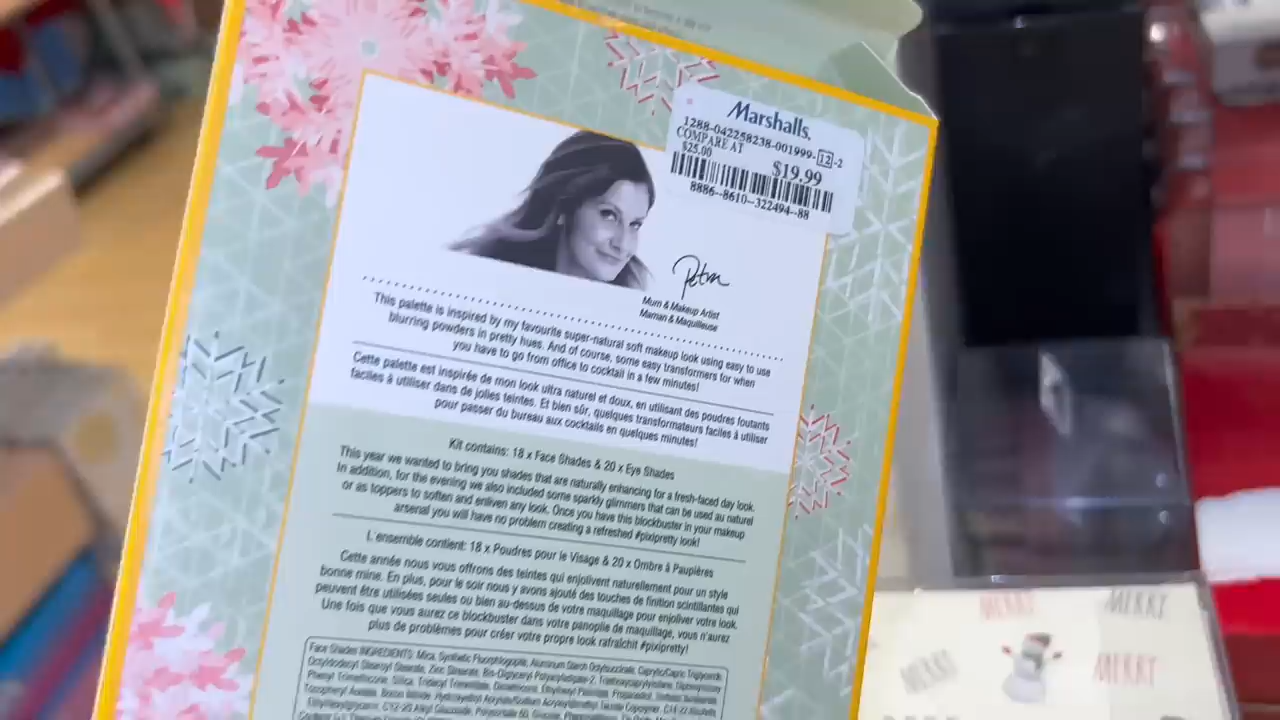 Marshalls.
1288-042258238-001999-12-2
COMPARE AT
$25.00
$19.99
8886--8610--322494--88
Petra
Mum & Makeup Artist
Maman & Maquilleuse
This palette is inspired by my favourite super-natural soft makeup look using easy to use
blurring powders in pretty hues. And of course, some easy transformers for when
you have to go from office to cocktail in a few minutes!
Cette palette est inspirée de mon look ultra naturel et doux, en utilisant des poudres floutants
faciles à utiliser dans de jolies teintes. Et bien sûr, quelques transformateurs faciles à utiliser
pour passer du bureau aux cocktails en quelques minutes!
Kit contains: 18 x Face Shades & 20 x Eye Shades
This year we wanted to bring you shades that are naturally enhancing for a fresh-faced day look.
In addition, for the evening we also included some sparkly glimmers that can be used au naturel
or as toppers to soften and enliven any look. Once you have this blockbuster in your makeup
arsenal you will have no problem creating a refreshed #pixipretty look!
L'ensemble contient: 18 x Poudres pour le Visage & 20 x Ombre à Paupières
Cette année nous vous offrons des teintes qui enjolivent naturellement pour un style
bonne mine. En plus, pour le soir nous y avons ajouté des touches de finition scintillantes qui
peuvent être utilisées seules ou bien au-dessus de votre maquillage pour enjoliver votre look.
Une fois que vous aurez ce blockbuster dans votre panoplie de maquillage, vous n'aurez
plus de problèmes pour créer votre propre look rafraîchit #pixipretty!
Face Shades INGREDIENTS: Mica, Synthetic Fluorphlogopite, Aluminum Starch Octenylsuccinate, Caprylic/Capric Triglyceride,
MERRY
MERRY
MERRY
MERRY